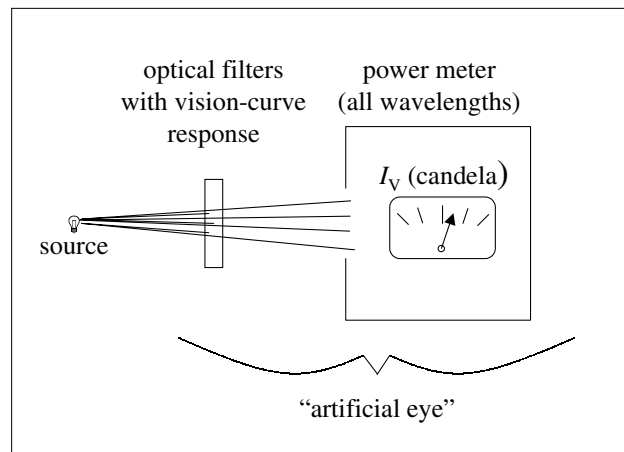 optical filters
with vision-curve
response
power meter
(all wavelengths)
I_V (candela)
source
“artificial eye”